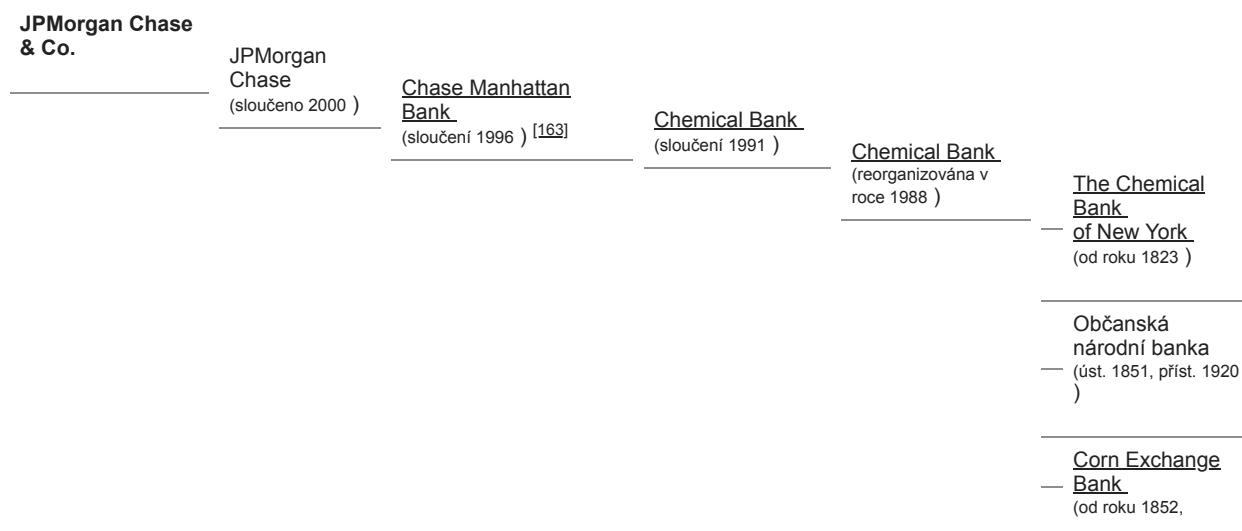 JPMorgan Chase
& Co.
JPMorgan
Chase
(sloučeno 2000 )
Chase Manhattan
Bank
(sloučení 1996 ) [163]
Chemical Bank
(sloučení 1991 )
Chemical Bank
(reorganizována v
roce 1988 )
The Chemical
Bank
of New York
(od roku 1823 )
Občanská
národní banka
(úst. 1851, příst. 1920
)
Corn Exchange
Bank
(od roku 1852,